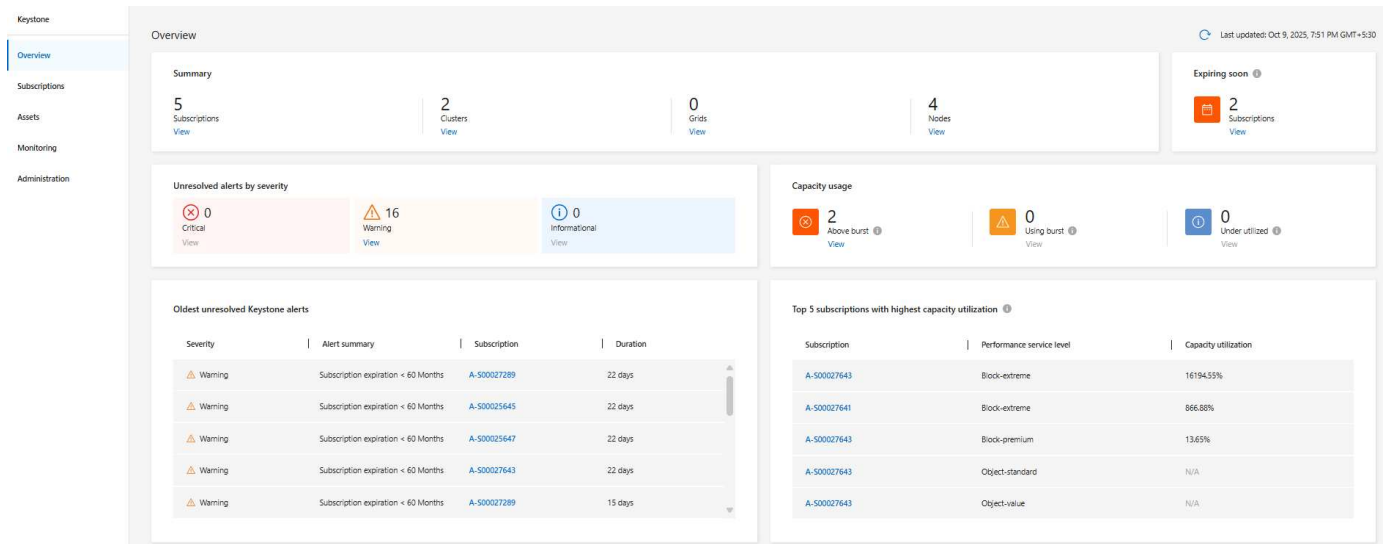 Keystone
Overview
Subscriptions
Assets
Monitoring
Administration
Overview
Last updated: Oct 9, 2025, 7:51 PM GMT+5:30
Summary
5
Subscriptions
View
2
Clusters
View
0
Grids
View
4
Nodes
View
Expiring soon
2
Subscriptions
View
Unresolved alerts by severity
0
Critical
View
16
Warning
View
0
Informational
View
Capacity usage
2
Above burst
View
0
Using burst
View
0
Under utilized
View
Oldest unresolved Keystone alerts
Severity Alert summary Subscription Duration
Warning Subscription expiration < 60 Months A-S00027289 22 days
Warning Subscription expiration < 60 Months A-S00025645 22 days
Warning Subscription expiration < 60 Months A-S00025647 22 days
Warning Subscription expiration < 60 Months A-S00027643 22 days
Warning Subscription expiration < 60 Months A-S00027289 15 days
Top 5 subscriptions with highest capacity utilization
Subscription Performance service level Capacity utilization
A-S00027643 Block-extreme 16194.55%
A-S00027641 Block-extreme 866.88%
A-S00027643 Block-premium 13.65%
A-S00027643 Object-standard N/A
A-S00027643 Object-value N/A